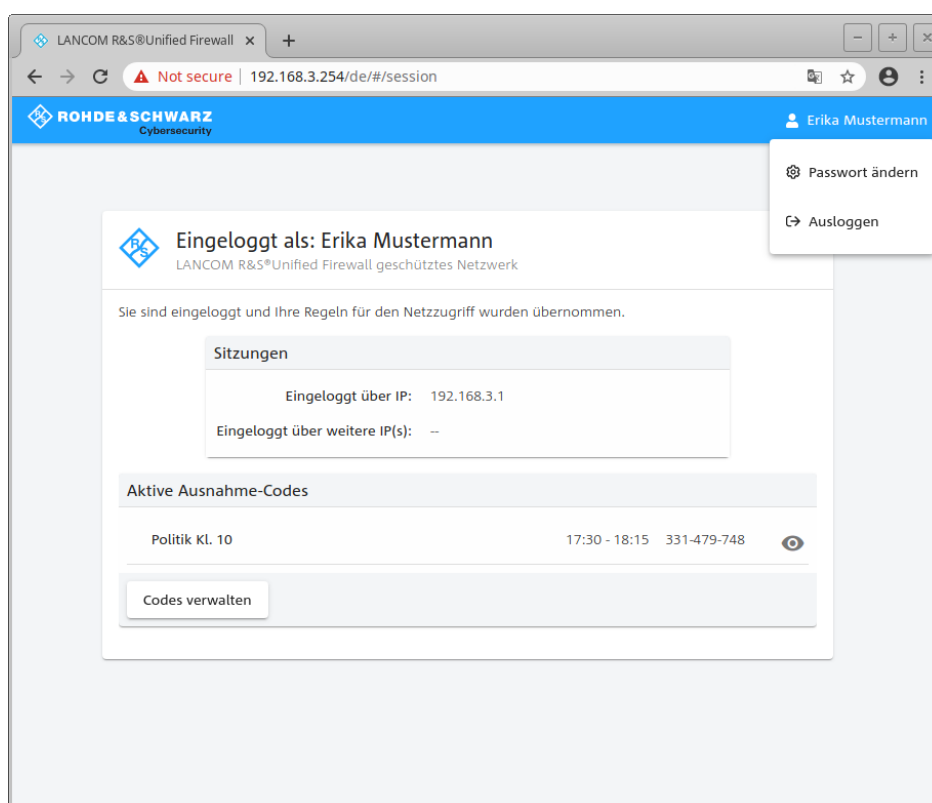 LANCOM R&S®Unified Firewall
Not secure | 192.168.3.254/de/#/session
R/S ROHDE&SCHWARZ
Cybersecurity
Erika Mustermann
Passwort ändern
Ausloggen
R/S
Eingeloggt als: Erika Mustermann
LANCOM R&S®Unified Firewall geschütztes Netzwerk
Sie sind eingeloggt und Ihre Regeln für den Netzzugriff wurden übernommen.
Sitzungen
Eingeloggt über IP: 192.168.3.1
Eingeloggt über weitere IP(s): --
Aktive Ausnahme-Codes
Politik Kl. 10 17:30 - 18:15 331-479-748
Codes verwalten